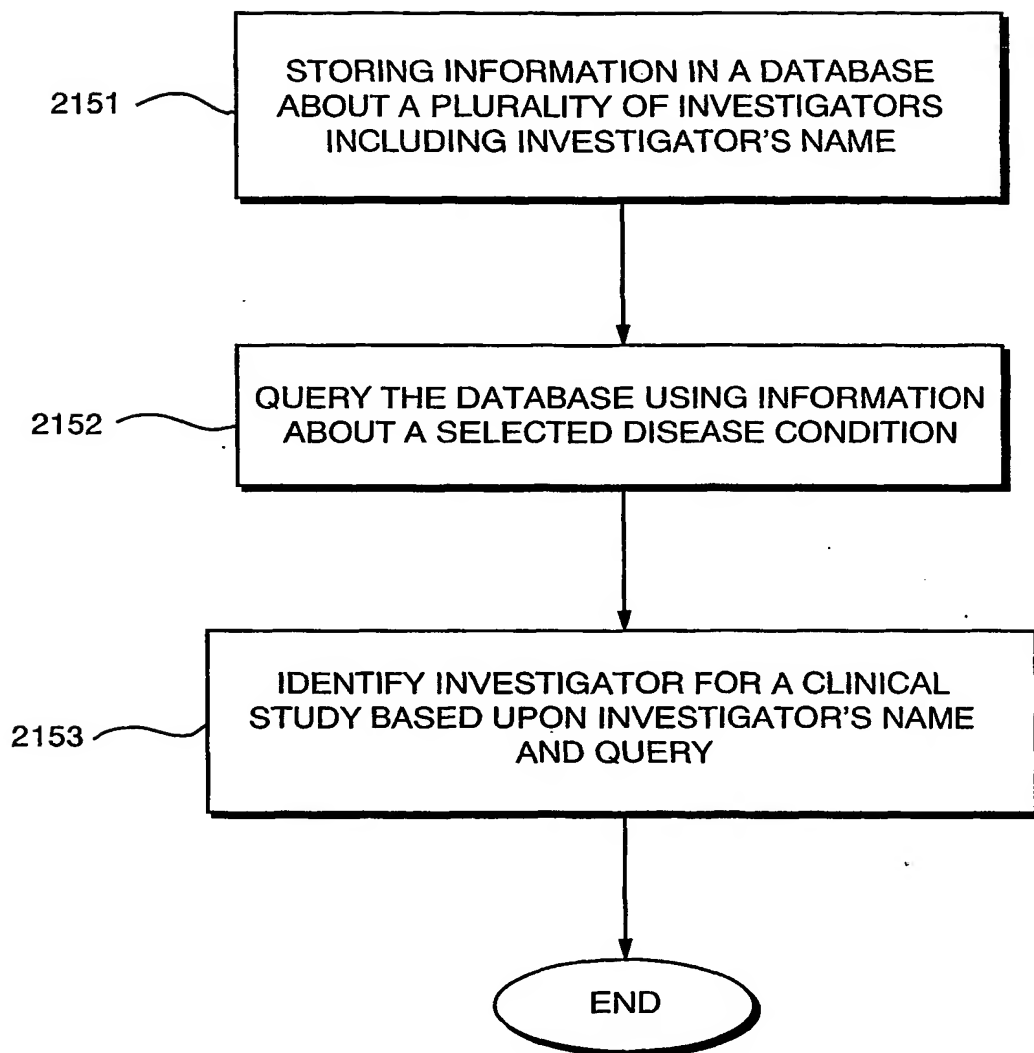 2151
STORING INFORMATION IN A DATABASE
ABOUT A PLURALITY OF INVESTIGATORS
INCLUDING INVESTIGATOR'S NAME
2152
QUERY THE DATABASE USING INFORMATION
ABOUT A SELECTED DISEASE CONDITION
2153
IDENTIFY INVESTIGATOR FOR A CLINICAL
STUDY BASED UPON INVESTIGATOR'S NAME
AND QUERY
END